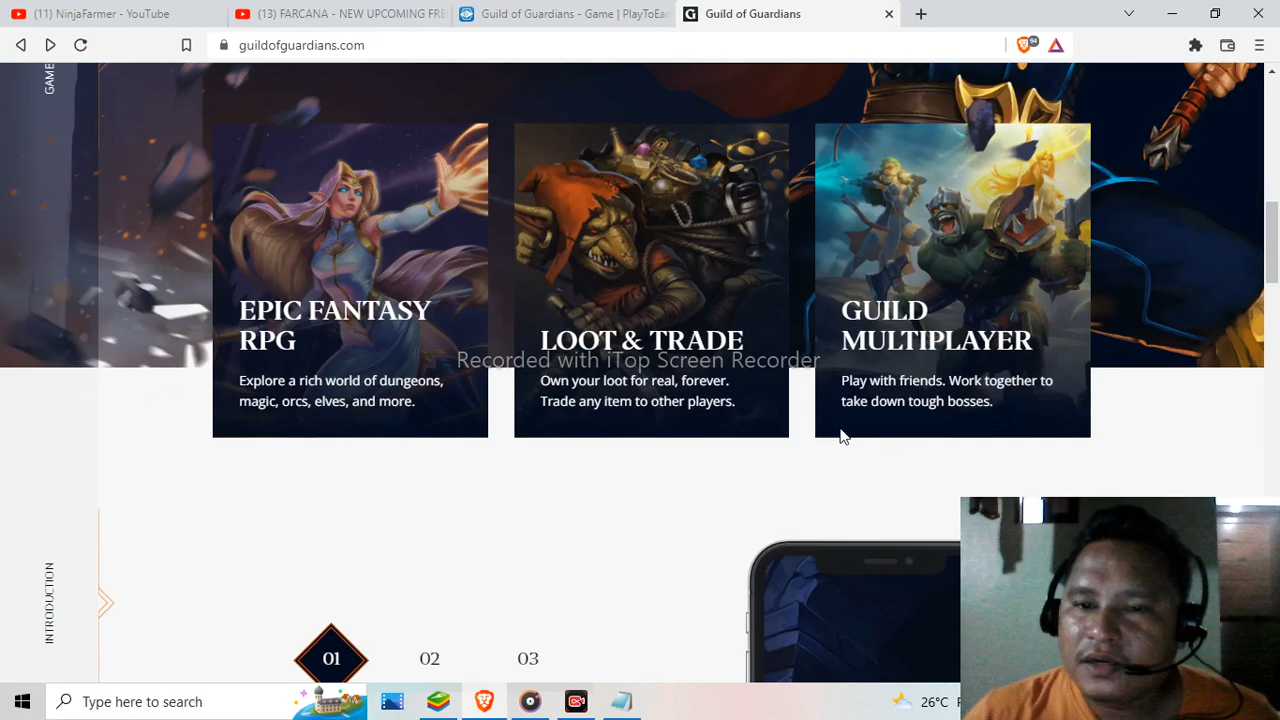 (11) NinjaFarmer - YouTube
(13) FARCANA - NEW UPCOMING FRE
Guild of Guardians - Game | PlayToEar
Guild of Guardians
guildofguardians.com
94
GAME
EPIC FANTASY
RPG
Explore a rich world of dungeons,
magic, orcs, elves, and more.
LOOT & TRADE
Own your loot for real, forever.
Trade any item to other players.
GUILD
MULTIPLAYER
Play with friends. Work together to
take down tough bosses.
Recorded with iTop Screen Recorder
INTRODUCTION
01
02
03
Type here to search
26°C